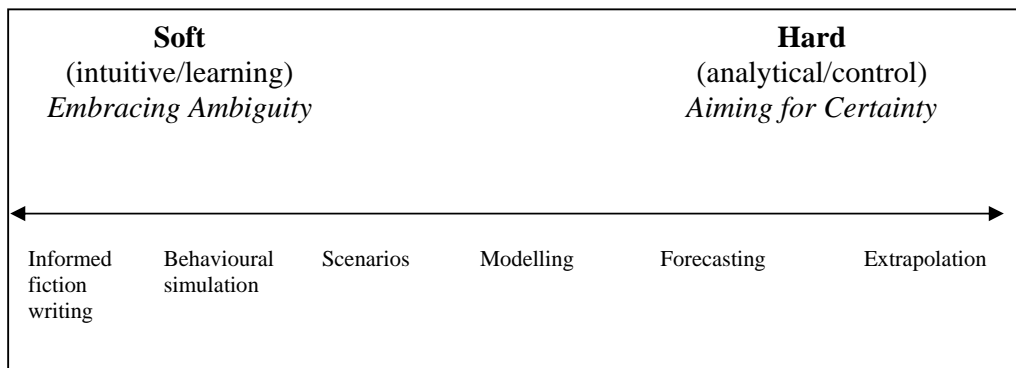 Soft
(intuitive/learning)
Embracing Ambiguity
Hard
(analytical/control)
Aiming for Certainty
Informed
fiction
writing
Behavioural
simulation
Scenarios
Modelling
Forecasting
Extrapolation